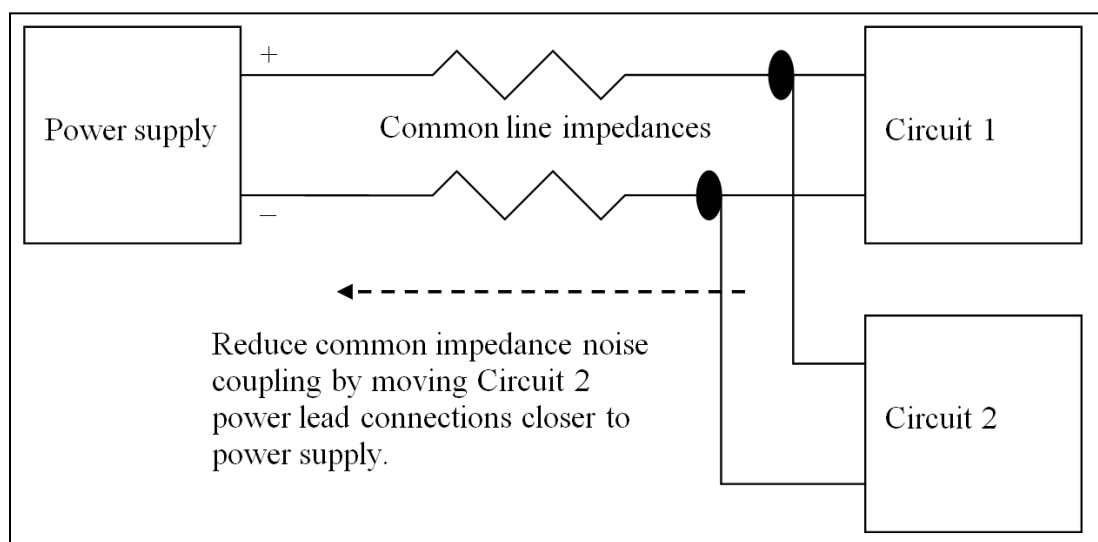 +
Power supply
Common line impedances
Circuit 1
–
Reduce common impedance noise
coupling by moving Circuit 2
power lead connections closer to
power supply.
Circuit 2